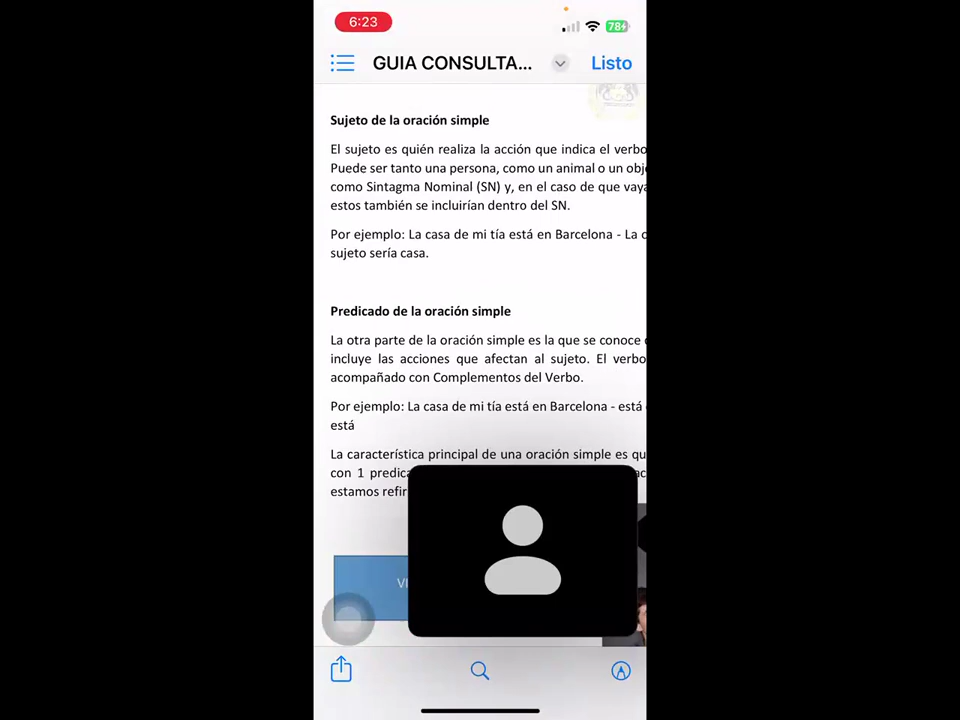 6:23
78
GUIA CONSULTA...
Listo
Sujeto de la oración simple
El sujeto es quién realiza la acción que indica el verbo
Puede ser tanto una persona, como un animal o un obj
como Sintagma Nominal (SN) y, en el caso de que vaya
estos también se incluirían dentro del SN.
Por ejemplo: La casa de mi tía está en Barcelona - La
sujeto sería casa.
Predicado de la oración simple
La otra parte de la oración simple es la que se conoce
incluye las acciones que afectan al sujeto. El verbo
acompañado con Complementos del Verbo.
Por ejemplo: La casa de mi tía está en Barcelona - está
está
La característica principal de una oración simple es qu
con 1 predica
estamos refir